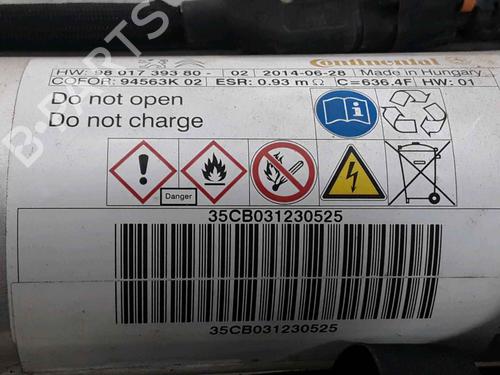 Continental
HW: 98 017 393 80 - 02 2014-06-28 Made in Hungary
COFOR: 94563K 02 ESR: 0.93 mΩ C=636.4F HW: 01
Do not open
Do not charge
Danger
35CB031230525
35CB031230525
B-PARTS